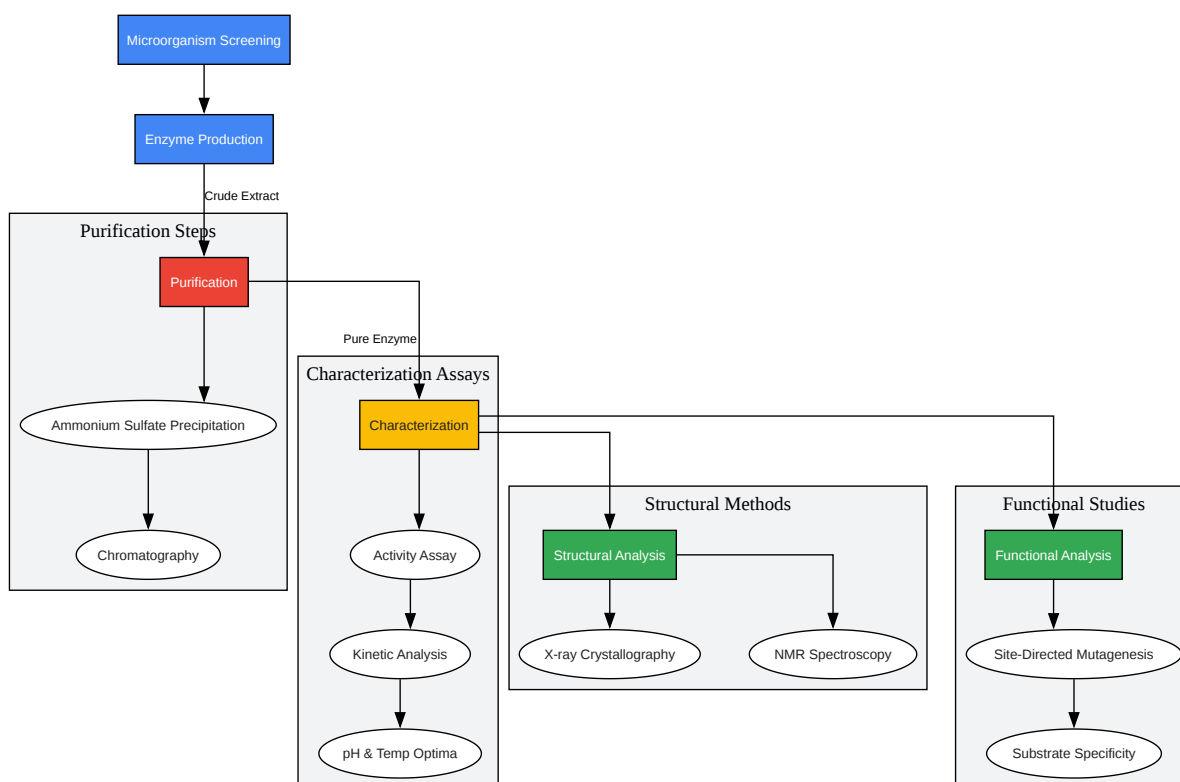 Microorganism Screening
Enzyme Production
Crude Extract
Purification Steps
Purification
Pure Enzyme
Characterization Assays
Ammonium Sulfate Precipitation
Characterization
Structural Methods
Functional Studies
Chromatography
Activity Assay
Structural Analysis
Functional Analysis
Kinetic Analysis
X-ray Crystallography
NMR Spectroscopy
Site-Directed Mutagenesis
pH & Temp Optima
Substrate Specificity